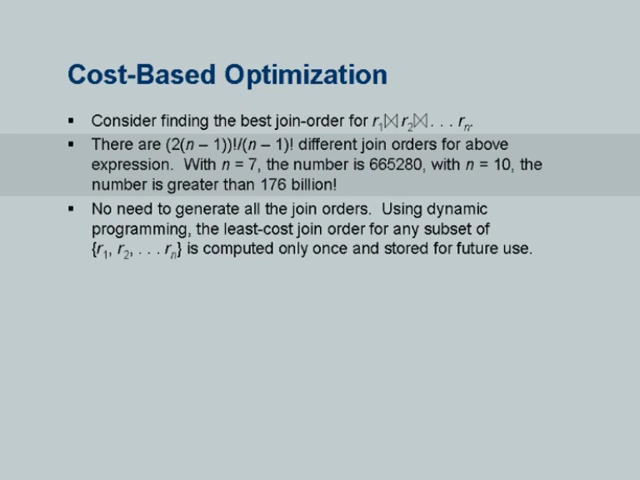 Cost-Based Optimization
▪ Consider finding the best join-order for r1⋈ r2⋈ . . . rn.
▪ There are (2(n – 1))!/(n – 1)! different join orders for above
expression. With n = 7, the number is 665280, with n = 10, the
number is greater than 176 billion!
▪ No need to generate all the join orders. Using dynamic
programming, the least-cost join order for any subset of
{r1, r2, . . . rn} is computed only once and stored for future use.